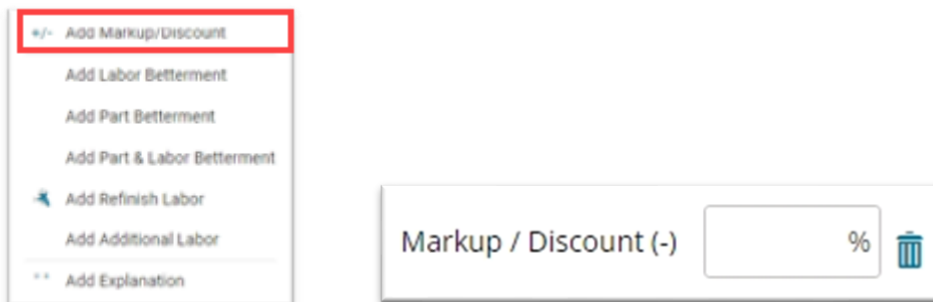 +/- Add Markup/Discount
Add Labor Betterment
Add Part Betterment
Add Part & Labor Betterment
Add Refinish Labor
Add Additional Labor
" Add Explanation
Markup / Discount (-) %